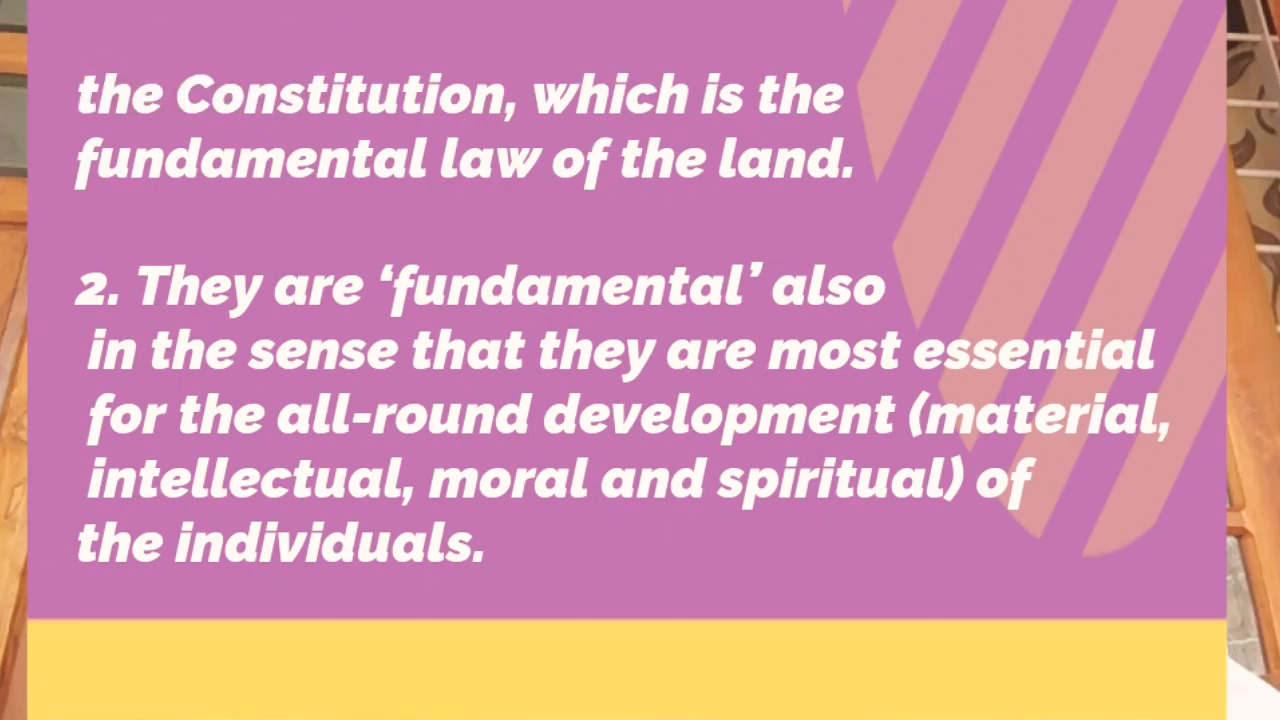 the Constitution, which is the
fundamental law of the land.
2. They are ‘fundamental’ also
in the sense that they are most essential
for the all-round development (material,
intellectual, moral and spiritual) of
the individuals.